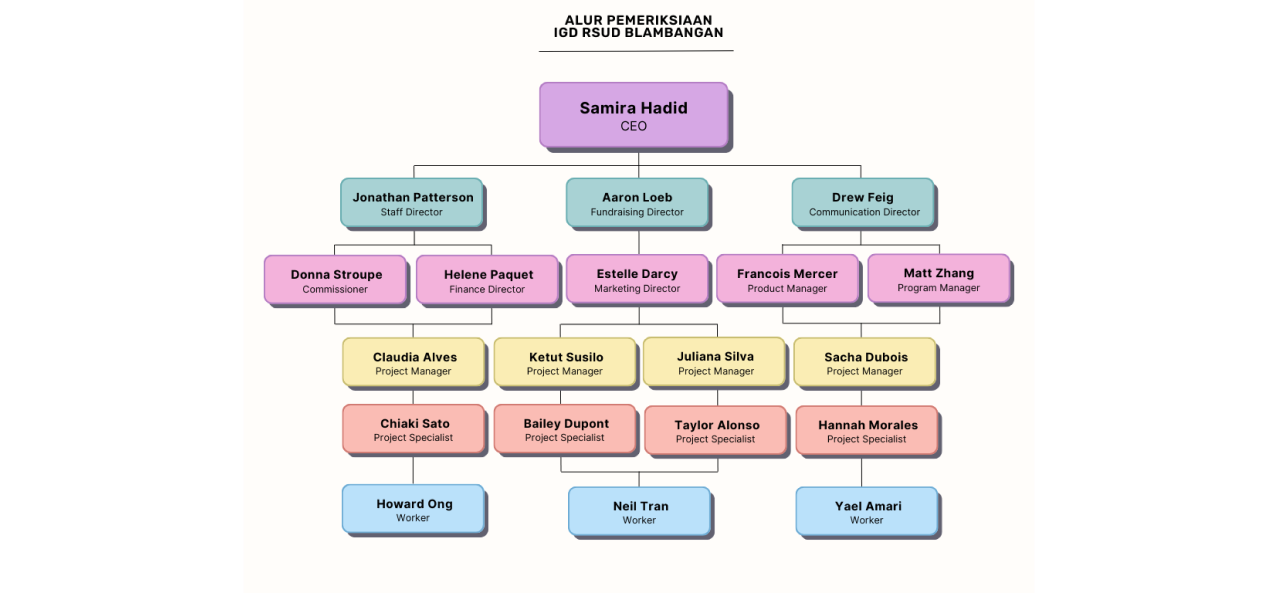 ALUR PEMERIKSIAAN
IGD RSUD BLAMBANGAN
Samira Hadid
CEO
Jonathan Patterson
Staff Director
Aaron Loeb
Fundraising Director
Drew Feig
Communication Director
Donna Stroupe
Commissioner
Helene Paquet
Finance Director
Estelle Darcy
Marketing Director
Francois Mercer
Product Manager
Matt Zhang
Program Manager
Claudia Alves
Project Manager
Ketut Susilo
Project Manager
Juliana Silva
Project Manager
Sacha Dubois
Project Manager
Chiaki Sato
Project Specialist
Bailey Dupont
Project Specialist
Taylor Alonso
Project Specialist
Hannah Morales
Project Specialist
Howard Ong
Worker
Neil Tran
Worker
Yael Amari
Worker